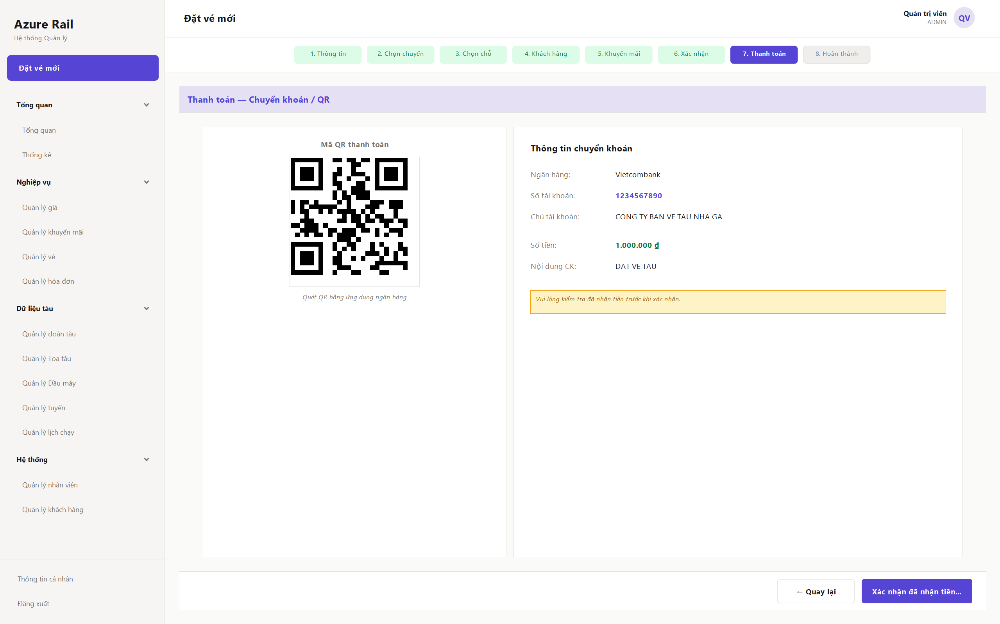 Azure Rail
Hệ thống Quản lý
Đặt vé mới
Tổng quan
Tổng quan
Thống kê
Nghiệp vụ
Quản lý giá
Quản lý khuyến mãi
Quản lý vé
Quản lý hóa đơn
Dữ liệu tàu
Quản lý đoàn tàu
Quản lý Toa tàu
Quản lý Đầu máy
Quản lý tuyến
Quản lý lịch chạy
Hệ thống
Quản lý nhân viên
Quản lý khách hàng
Thông tin cá nhân
Đăng xuất
Đặt vé mới
Quản trị viên
ADMIN
QV
1. Thông tin
2. Chọn chuyến
3. Chọn chỗ
4. Khách hàng
5. Khuyến mãi
6. Xác nhận
7. Thanh toán
8. Hoàn thành
Thanh toán — Chuyển khoản / QR
Mã QR thanh toán
Quét QR bằng ứng dụng ngân hàng
Thông tin chuyển khoản
Ngân hàng: Vietcombank
Số tài khoản: 1234567890
Chủ tài khoản: CONG TY BAN VE TAU NHA GA
Số tiền: 1.000.000 ₫
Nội dung CK: DAT VE TAU
Vui lòng kiểm tra đã nhận tiền trước khi xác nhận.
← Quay lại
Xác nhận đã nhận tiền...